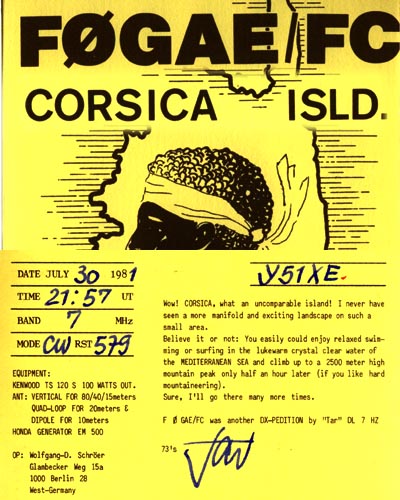 FØGAE/FC
CORSICA ISLD.
DATE JULY 30 1981
TIME 21:57 UT
BAND 7 MHz
MODE CW RST 579
Y51XE.
EQUIPMENT:
KENWOOD TS 120 S 100 WATTS OUT.
ANT: VERTICAL FOR 80/40/15meters
QUAD-LOOP FOR 20meters &
DIPOLE FOR 10meters
HONDA GENERATOR EM 500
OP: Wolfgang-D. Schröer
Glambecker Weg 15a
1000 Berlin 28
West-Germany
Wow! CORSICA, what an uncomparable island! I never have
seen a more manifold and exciting landscape on such a
small area.
Believe it or not: You easily could enjoy relaxed swim-
ming or surfing in the lukewarm crystal clear water of
the MEDITERRANEAN SEA and climb up to a 2500 meter high
mountain peak only half an hour later (if you like hard
mountaineering).
Sure, I'll go there many more times.
F Ø GAE/FC was another DX-PEDITION by "Tar" DL 7 HZ
73's Tar